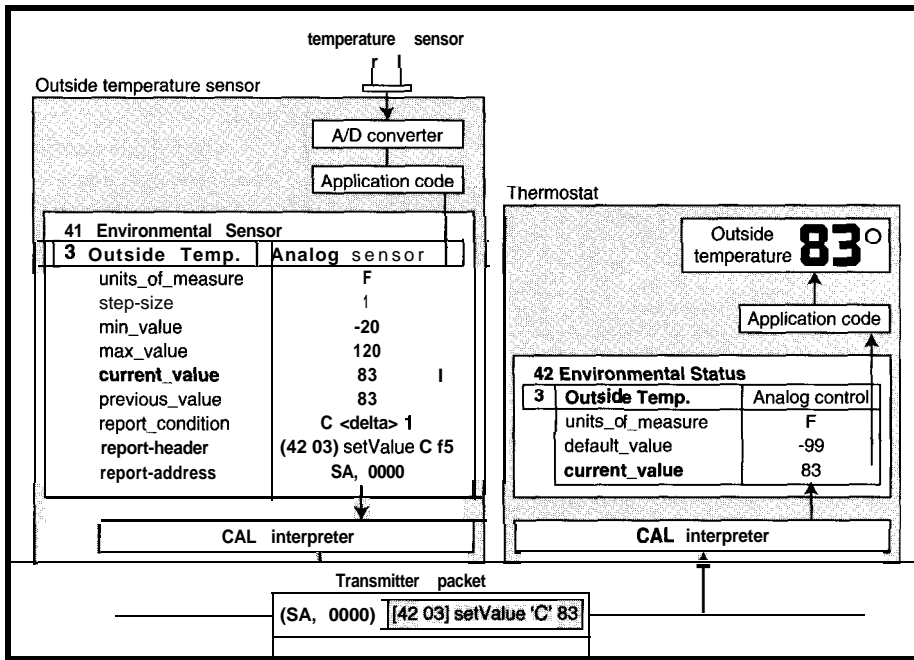 temperature sensor
Outside temperature sensor
A/D converter
Application code
41 Environmental Sensor
3 Outside Temp. Analog sensor
units_of_measure F
step-size 1
min_value -20
max_value 120
current_value 83
previous_value 83
report_condition C <delta> 1
report-header (42 03) setValue C f5
report-address SA, 0000
CAL interpreter
Thermostat
Outside
temperature 83°
Application code
42 Environmental Status
3 Outside Temp. Analog control
units_of_measure F
default_value -99
current_value 83
CAL interpreter
Transmitter packet
(SA, 0000) [42 03] setValue 'C' 83